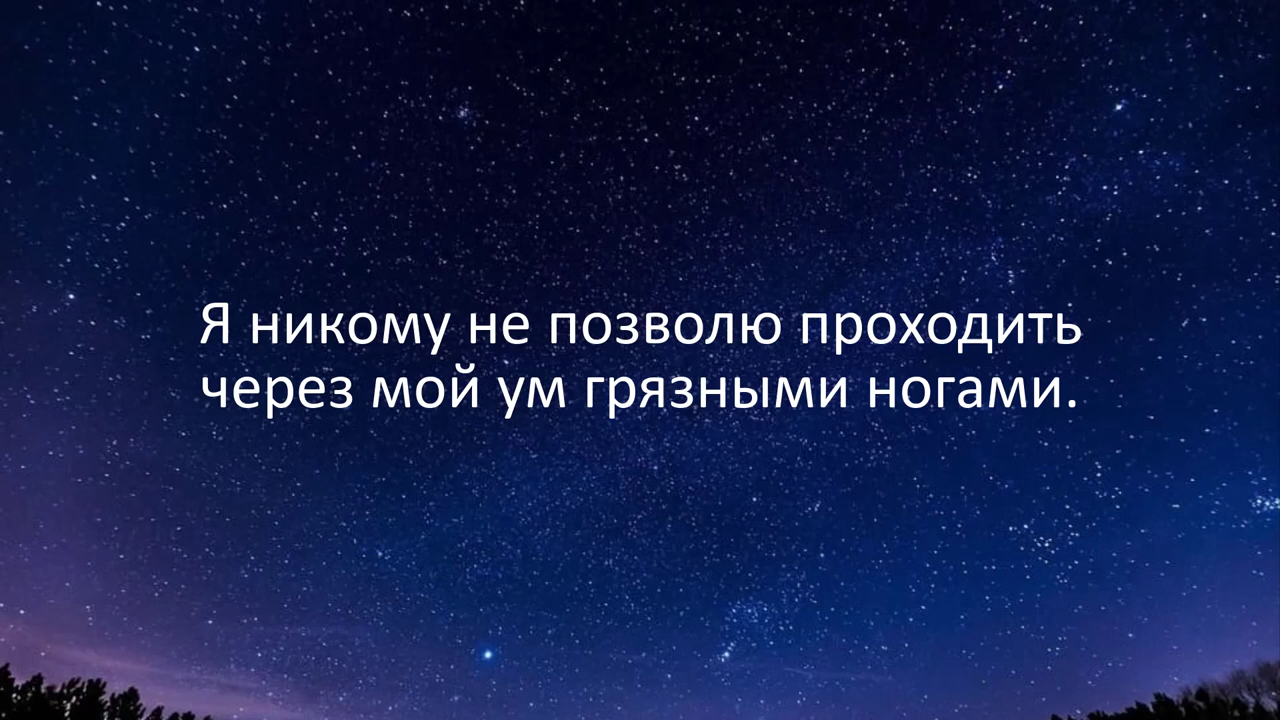 Я никому не позволю проходить
через мой ум грязными ногами.